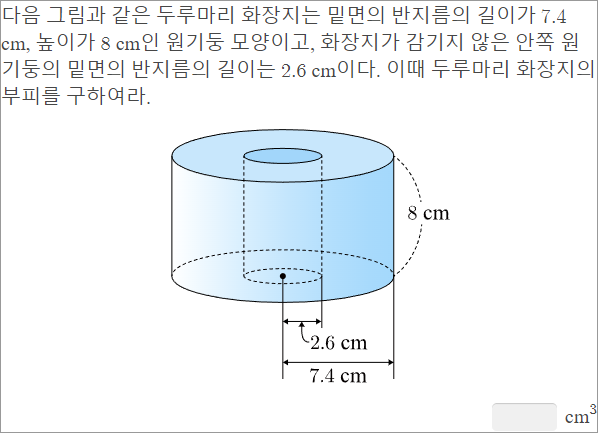 다음 그림과 같은 두루마리 화장지는 밑면의 반지름의 길이가 7.4
cm, 높이가 8 cm인 원기둥 모양이고, 화장지가 감기지 않은 안쪽 원
기둥의 밑면의 반지름의 길이는 2.6 cm이다. 이때 두루마리 화장지의
부피를 구하여라.
8 cm
2.6 cm
7.4 cm
cm³